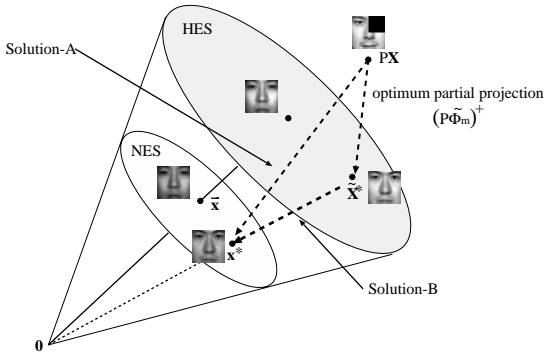 HES
Solution-A
PX
optimum partial projection
(PΦ̃ₘ)⁺
NES
x̄
x̃*
x*
Solution-B
0